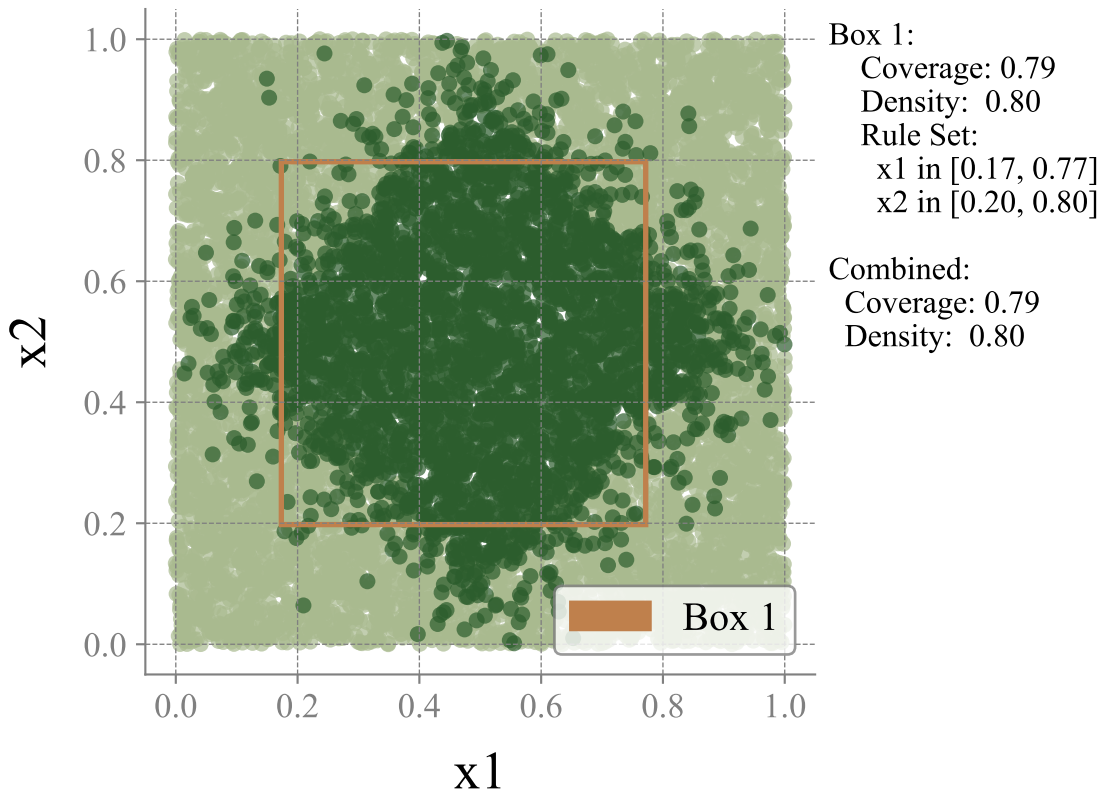 1.0
0.8
0.6
0.4
0.2
0.0
0.0 0.2 0.4 0.6 0.8 1.0
x1
x2
Box 1
Box 1:
Coverage: 0.79
Density: 0.80
Rule Set:
x1 in [0.17, 0.77]
x2 in [0.20, 0.80]
Combined:
Coverage: 0.79
Density: 0.80